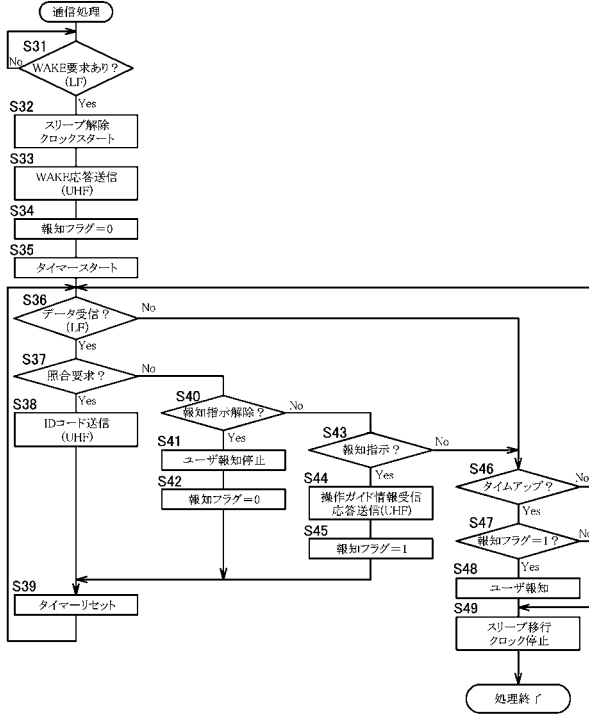 通信処理
S31
WAKE要求あり？
(LF)
No
Yes
S32
スリープ解除
クロックスタート
S33
WAKE応答送信
(UHF)
S34
報知フラグ=0
S35
タイマースタート
S36
データ受信？
(LF)
No
Yes
S37
照合要求？
No
Yes
S38
IDコード送信
(UHF)
S40
報知指示解除？
No
Yes
S41
ユーザ報知停止
S42
報知フラグ=0
S43
報知指示？
No
Yes
S44
操作ガイド情報受信
応答送信(UHF)
S45
報知フラグ=1
S39
タイマーリセット
S46
タイムアップ？
No
Yes
S47
報知フラグ=1？
No
Yes
S48
ユーザ報知
S49
スリープ移行
クロック停止
処理終了